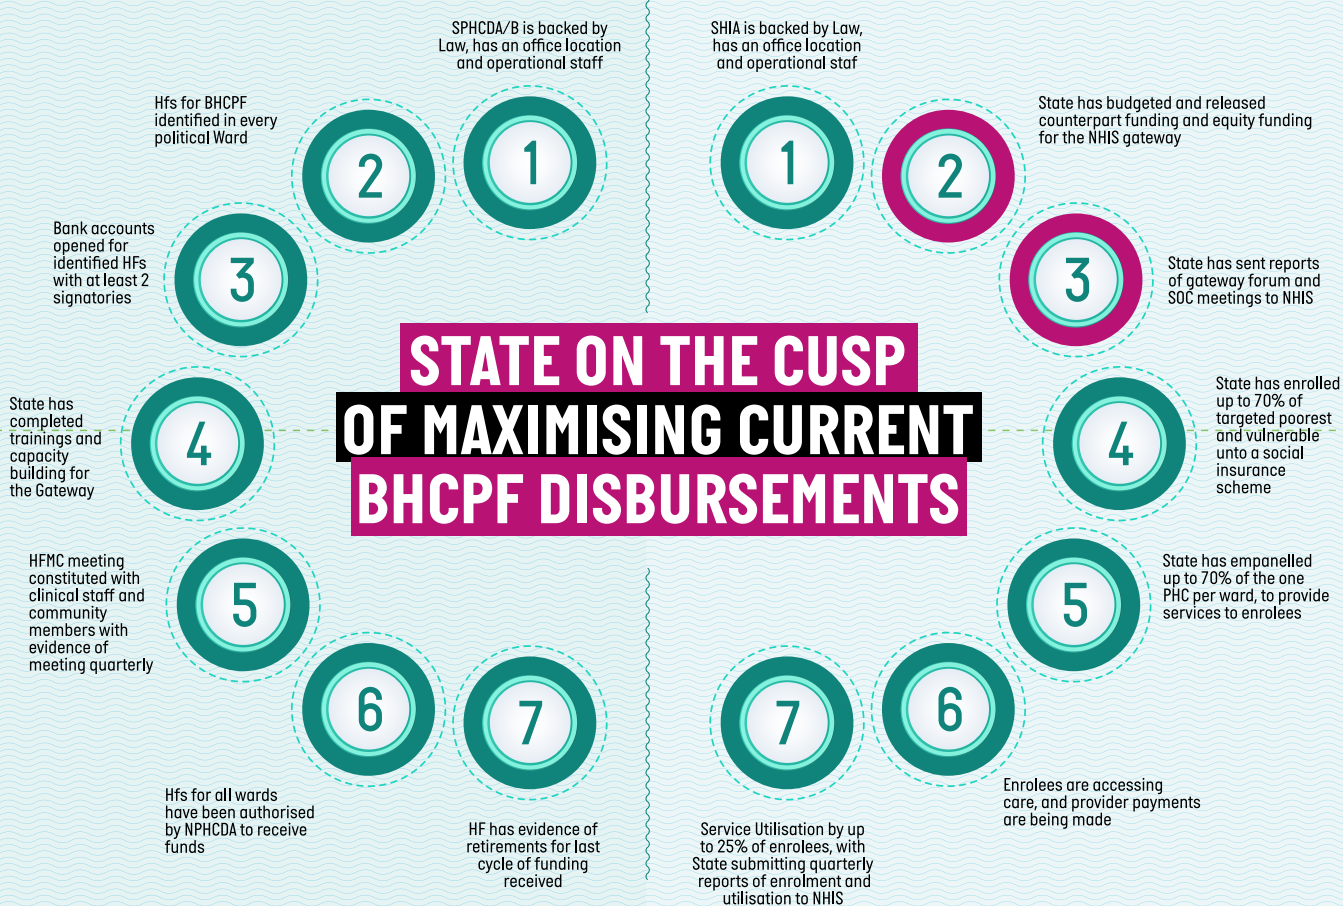 SPHCDA/B is backed by
Law, has an office location
and operational staff
1
Hfs for BHCPF
identified in every
political Ward
2
Bank accounts
opened for
identified HFs
with at least 2
signatories
3
State has
completed
trainings and
capacity
building for
the Gateway
4
HFMC meeting
constituted with
clinical staff and
community
members with
evidence of
meeting quarterly
5
Hfs for all wards
have been authorised
by NPHCDA to receive
funds
6
HF has evidence of
retirements for last
cycle of funding
received
7
STATE ON THE CUSP
OF MAXIMISING CURRENT
BHCPF DISBURSEMENTS
SHIA is backed by Law,
has an office location
and operational staf
1
State has budgeted and released
counterpart funding and equity funding
for the NHIS gateway
2
State has sent reports
of gateway forum and
SOC meetings to NHIS
3
State has enrolled
up to 70% of
targeted poorest
and vulnerable
unto a social
insurance
scheme
4
State has empanelled
up to 70% of the one
PHC per ward, to provide
services to enrolees
5
Enrolees are accessing
care, and provider payments
are being made
6
Service Utilisation by up
to 25% of enrolees, with
State submitting quarterly
reports of enrolment and
utilisation to NHIS
7